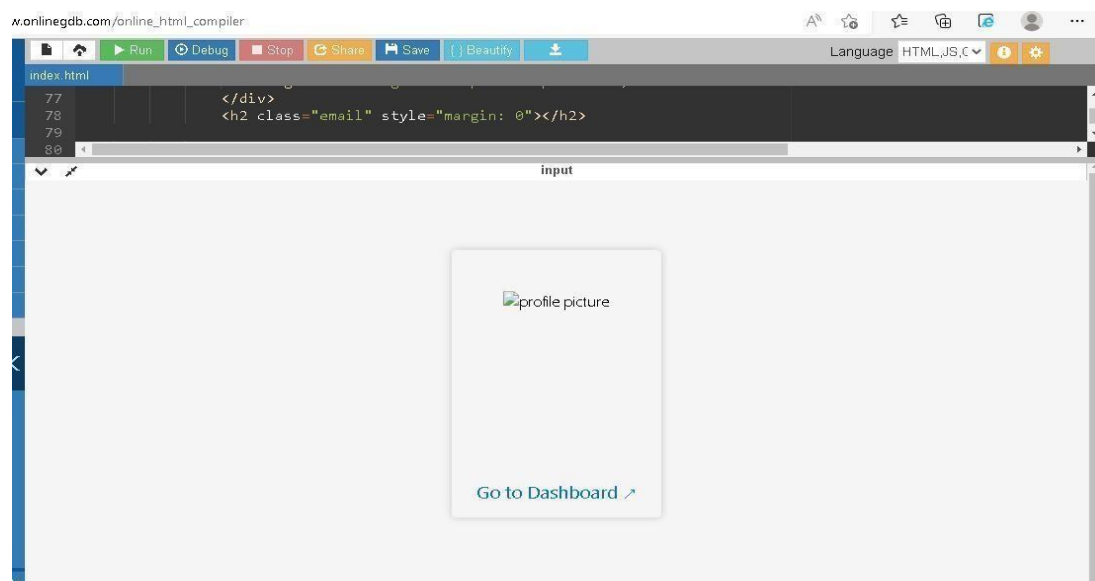 w.onlinegdb.com/online_html_compiler
Run Debug Stop Share Save { } Beautify Language HTML,JS,C
index.html
77 </div>
78 <h2 class="email" style="margin: 0"></h2>
79
80
input
profile picture
Go to Dashboard ↗